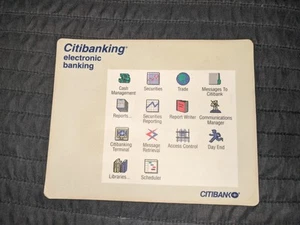 Citibanking®
electronic
banking
Cash
Management
Securities
Trade
Messages To
Citibank
Reports...
Securities
Reporting
Report Writer
Communications
Manager
Citibanking
Terminal
Message
Retrieval
Access Control
Day End
Libraries...
Scheduler
CITIBANK